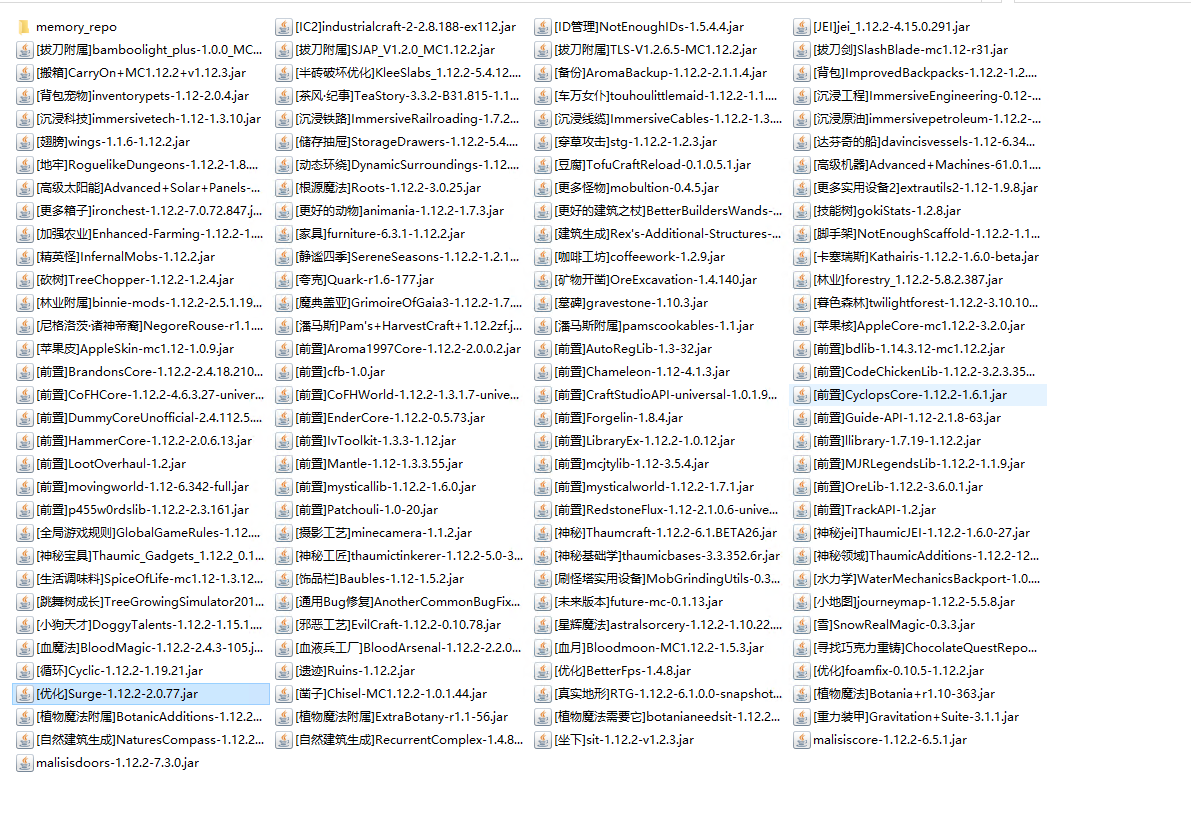 memory_repo [IC2]industrialcraft-2-2.8.188-ex112.jar [ID管理]NotEnoughIDs-1.5.4.4.jar [JEI]jei_1.12.2-4.15.0.291.jar
[拔刀附属]bamboolight_plus-1.0.0_MC... [拔刀附属]SJAP_V1.2.0_MC1.12.2.jar [拔刀附属]TLS-V1.2.6.5-MC1.12.2.jar [拔刀剑]SlashBlade-mc1.12-r31.jar
[搬箱]CarryOn+MC1.12.2+v1.12.3.jar [半砖破坏优化]KleeSlabs_1.12.2-5.4.12.... [备份]AromaBackup-1.12.2-2.1.1.4.jar [背包]ImprovedBackpacks-1.12.2-1.2....
[背包宠物]inventorypets-1.12-2.0.4.jar [茶风·纪事]TeaStory-3.3.2-B31.815-1.1... [车万女仆]touhoulittlemaid-1.12.2-1.1.... [沉浸工程]ImmersiveEngineering-0.12-...
[沉浸科技]immersivetech-1.12-1.3.10.jar [沉浸铁路]ImmersiveRailroading-1.7.2... [沉浸线缆]ImmersiveCables-1.12.2-1.3.... [沉浸原油]immersivepetroleum-1.12.2-...
[翅膀]wings-1.1.6-1.12.2.jar [储存抽屉]StorageDrawers-1.12.2-5.4.... [穿草攻击]stg-1.12.2-1.2.3.jar [达芬奇的船]davincisvessels-1.12-6.34...
[地牢]RoguelikeDungeons-1.12.2-1.8.... [动态环绕]DynamicSurroundings-1.12.... [豆腐]TofuCraftReload-0.1.0.5.1.jar [高级机器]Advanced+Machines-61.0.1....
[高级太阳能]Advanced+Solar+Panels-... [根源魔法]Roots-1.12.2-3.0.25.jar [更多怪物]mobultion-0.4.5.jar [更多实用设备2]extrautils2-1.12-1.9.8.jar
[更多箱子]ironchest-1.12.2-7.0.72.847.j... [更好的动物]animania-1.12.2-1.7.3.jar [更好的建筑之杖]BetterBuildersWands-... [技能树]gokiStats-1.2.8.jar
[加强农业]Enhanced-Farming-1.12.2-1.... [家具]furniture-6.3.1-1.12.2.jar [建筑生成]Rex's-Additional-Structures-... [脚手架]NotEnoughScaffold-1.12.2-1.1...
[精英怪]InfernalMobs-1.12.2.jar [静谧四季]SereneSeasons-1.12.2-1.2.1... [咖啡工坊]coffeework-1.2.9.jar [卡塞瑞斯]Kathairis-1.12.2-1.6.0-beta.jar
[砍树]TreeChopper-1.12.2-1.2.4.jar [夸克]Quark-r1.6-177.jar [矿物开凿]OreExcavation-1.4.140.jar [林业]forestry_1.12.2-5.8.2.387.jar
[林业附属]binnie-mods-1.12.2-2.5.1.19... [魔典盖亚]GrimoireOfGaia3-1.12.2-1.7.... [墓碑]gravestone-1.10.3.jar [暮色森林]twilightforest-1.12.2-3.10.10...
[尼格洛茨·诸神帝裔]NegoreRouse-r1.1.... [潘马斯]Pam's+HarvestCraft+1.12.2zf.j... [潘马斯附属]pamscookables-1.1.jar [苹果核]AppleCore-mc1.12.2-3.2.0.jar
[苹果皮]AppleSkin-mc1.12-1.0.9.jar [前置]Aroma1997Core-1.12.2-2.0.0.2.jar [前置]AutoRegLib-1.3-32.jar [前置]bdlib-1.14.3.12-mc1.12.2.jar
[前置]BrandonsCore-1.12.2-2.4.18.210... [前置]cfb-1.0.jar [前置]Chameleon-1.12-4.1.3.jar [前置]CodeChickenLib-1.12.2-3.2.3.35...
[前置]CoFHCore-1.12.2-4.6.3.27-univer... [前置]CoFHWorld-1.12.2-1.3.1.7-unive... [前置]CraftStudioAPI-universal-1.0.1.9... [前置]CyclopsCore-1.12.2-1.6.1.jar
[前置]DummyCoreUnofficial-2.4.112.5.... [前置]EnderCore-1.12.2-0.5.73.jar [前置]Forgelin-1.8.4.jar [前置]Guide-API-1.12-2.1.8-63.jar
[前置]HammerCore-1.12.2-2.0.6.13.jar [前置]IvToolkit-1.3.3-1.12.jar [前置]LibraryEx-1.12.2-1.0.12.jar [前置]llibrary-1.7.19-1.12.2.jar
[前置]LootOverhaul-1.2.jar [前置]Mantle-1.12-1.3.3.55.jar [前置]mcjtylib-1.12-3.5.4.jar [前置]MJRLegendsLib-1.12.2-1.1.9.jar
[前置]movingworld-1.12-6.342-full.jar [前置]mysticallib-1.12.2-1.6.0.jar [前置]mysticalworld-1.12.2-1.7.1.jar [前置]OreLib-1.12.2-3.6.0.1.jar
[前置]p455w0rdslib-1.12.2-2.3.161.jar [前置]Patchouli-1.0-20.jar [前置]RedstoneFlux-1.12-2.1.0.6-unive... [前置]TrackAPI-1.2.jar
[全局游戏规则]GlobalGameRules-1.12.... [摄影工艺]minecamera-1.1.2.jar [神秘]Thaumcraft-1.12.2-6.1.BETA26.jar [神秘jei]ThaumicJEI-1.12.2-1.6.0-27.jar
[神秘宝具]Thaumic_Gadgets_1.12.2_0.1... [神秘工匠]thaumictinkerer-1.12.2-5.0-3... [神秘基础学]thaumicbases-3.3.352.6r.jar [神秘领域]ThaumicAdditions-1.12.2-12...
[生活调味料]SpiceOfLife-mc1.12-1.3.12... [饰品栏]Baubles-1.12-1.5.2.jar [刷怪塔实用设备]MobGrindingUtils-0.3... [水力学]WaterMechanicsBackport-1.0....
[跳舞树成长]TreeGrowingSimulator201... [通用Bug修复]AnotherCommonBugFix... [未来版本]future-mc-0.1.13.jar [小地图]journeymap-1.12.2-5.5.8.jar
[小狗天才]DoggyTalents-1.12.2-1.15.1.... [邪恶工艺]EvilCraft-1.12.2-0.10.78.jar [星辉魔法]astralsorcery-1.12.2-1.10.22.... [雪]SnowRealMagic-0.3.3.jar
[血魔法]BloodMagic-1.12.2-2.4.3-105.j... [血液兵工厂]BloodArsenal-1.12.2-2.2.0... [血月]Bloodmoon-MC1.12.2-1.5.3.jar [寻找巧克力重铸]ChocolateQuestRepo...
[循环]Cyclic-1.12.2-1.19.21.jar [遗迹]Ruins-1.12.2.jar [优化]BetterFps-1.4.8.jar [优化]foamfix-0.10.5-1.12.2.jar
[优化]Surge-1.12.2-2.0.77.jar [凿子]Chisel-MC1.12.2-1.0.1.44.jar [真实地形]RTG-1.12.2-6.1.0.0-snapshot... [植物魔法]Botania+r1.10-363.jar
[植物魔法附属]BotanicAdditions-1.12.2... [植物魔法附属]ExtraBotany-r1.1-56.jar [植物魔法需要它]botanianeedsit-1.12.2... [重力装甲]Gravitation+Suite-3.1.1.jar
[自然建筑生成]NaturesCompass-1.12.2... [自然建筑生成]RecurrentComplex-1.4.8... [坐下]sit-1.12.2-v1.2.3.jar malisiscore-1.12.2-6.5.1.jar
malisisdoors-1.12.2-7.3.0.jar